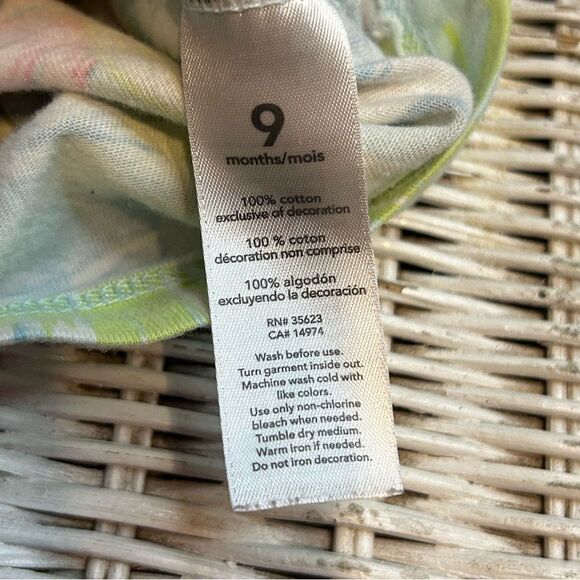 9
months/mois
100% cotton
exclusive of decoration
100 % coton
décoration non comprise
100% algodón
excluyendo la decoración
RN# 35623
CA# 14974
Wash before use.
Turn garment inside out.
Machine wash cold with
like colors.
Use only non-chlorine
bleach when needed.
Tumble dry medium.
Warm iron if needed.
Do not iron decoration.